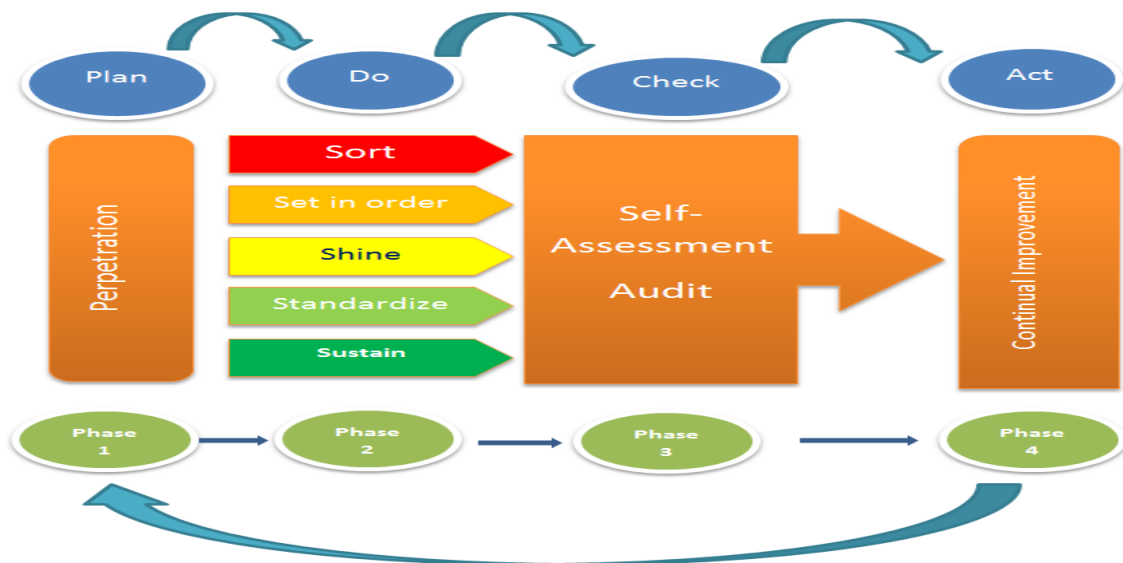 Plan
Do
Check
Act
Perpetration
Sort
Set in order
Shine
Standardize
Sustain
Self-
Assessment
Audit
Continual Improvement
Phase
1
Phase
2
Phase
3
Phase
4